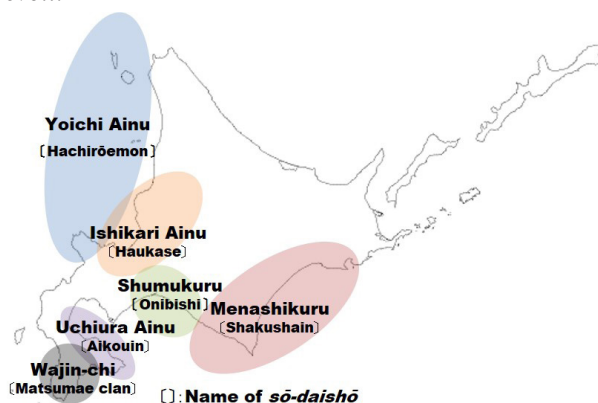 Yoichi Ainu
〔Hachirōemon〕
Ishikari Ainu
〔Haukase〕
Shumukuru
〔Onibishi〕
Menashikuru
〔Shakushain〕
Uchiura Ainu
〔Aikouin〕
Wajin-chi
〔Matsumae clan〕
〔〕: Name of sō-daishō